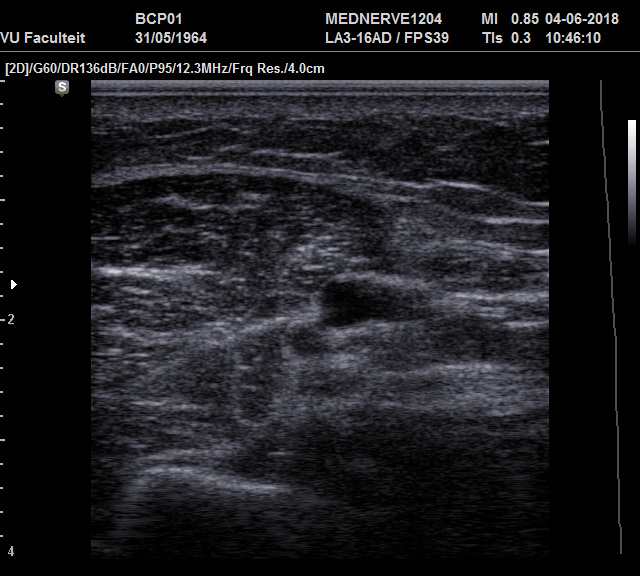 BCP01 MEDNERVE1204 MI 0.85 04-06-2018
VU Faculteit 31/05/1964 LA3-16AD / FPS39 TIs 0.3 10:46:10
[2D]/G60/DR136dB/FA0/P95/12.3MHz/Frq Res./4.0cm
S
2
4